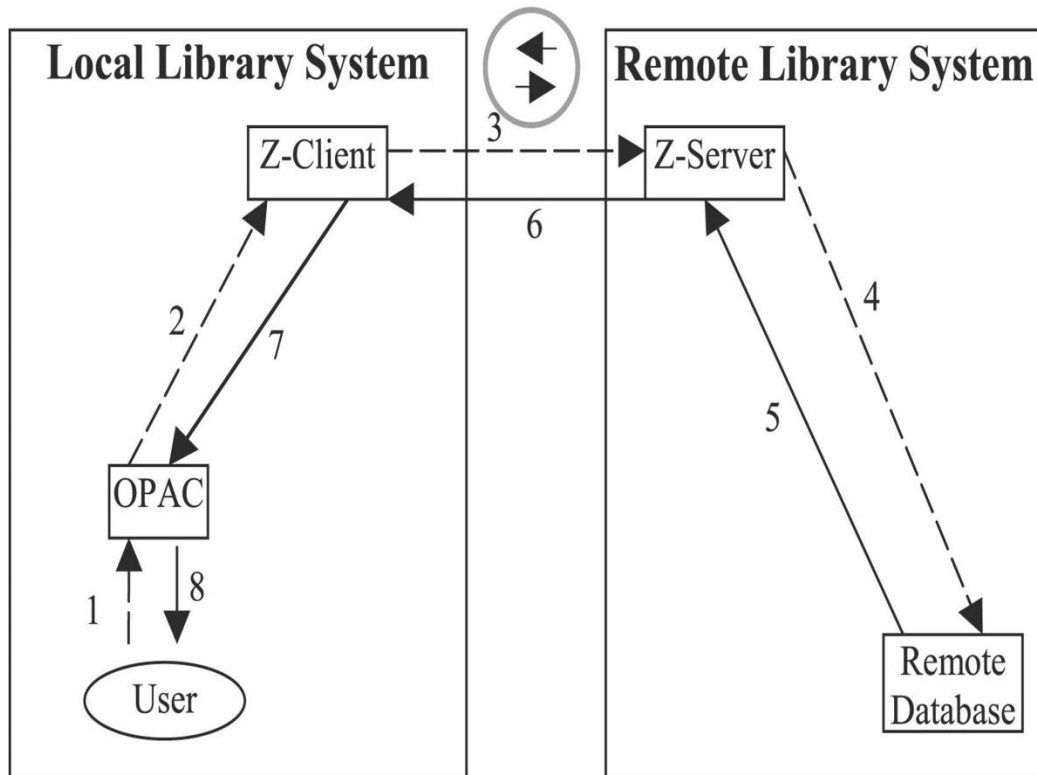 Local Library System
Remote Library System
Z-Client
3
Z-Server
6
2
7
4
5
OPAC
1
8
User
Remote
Database